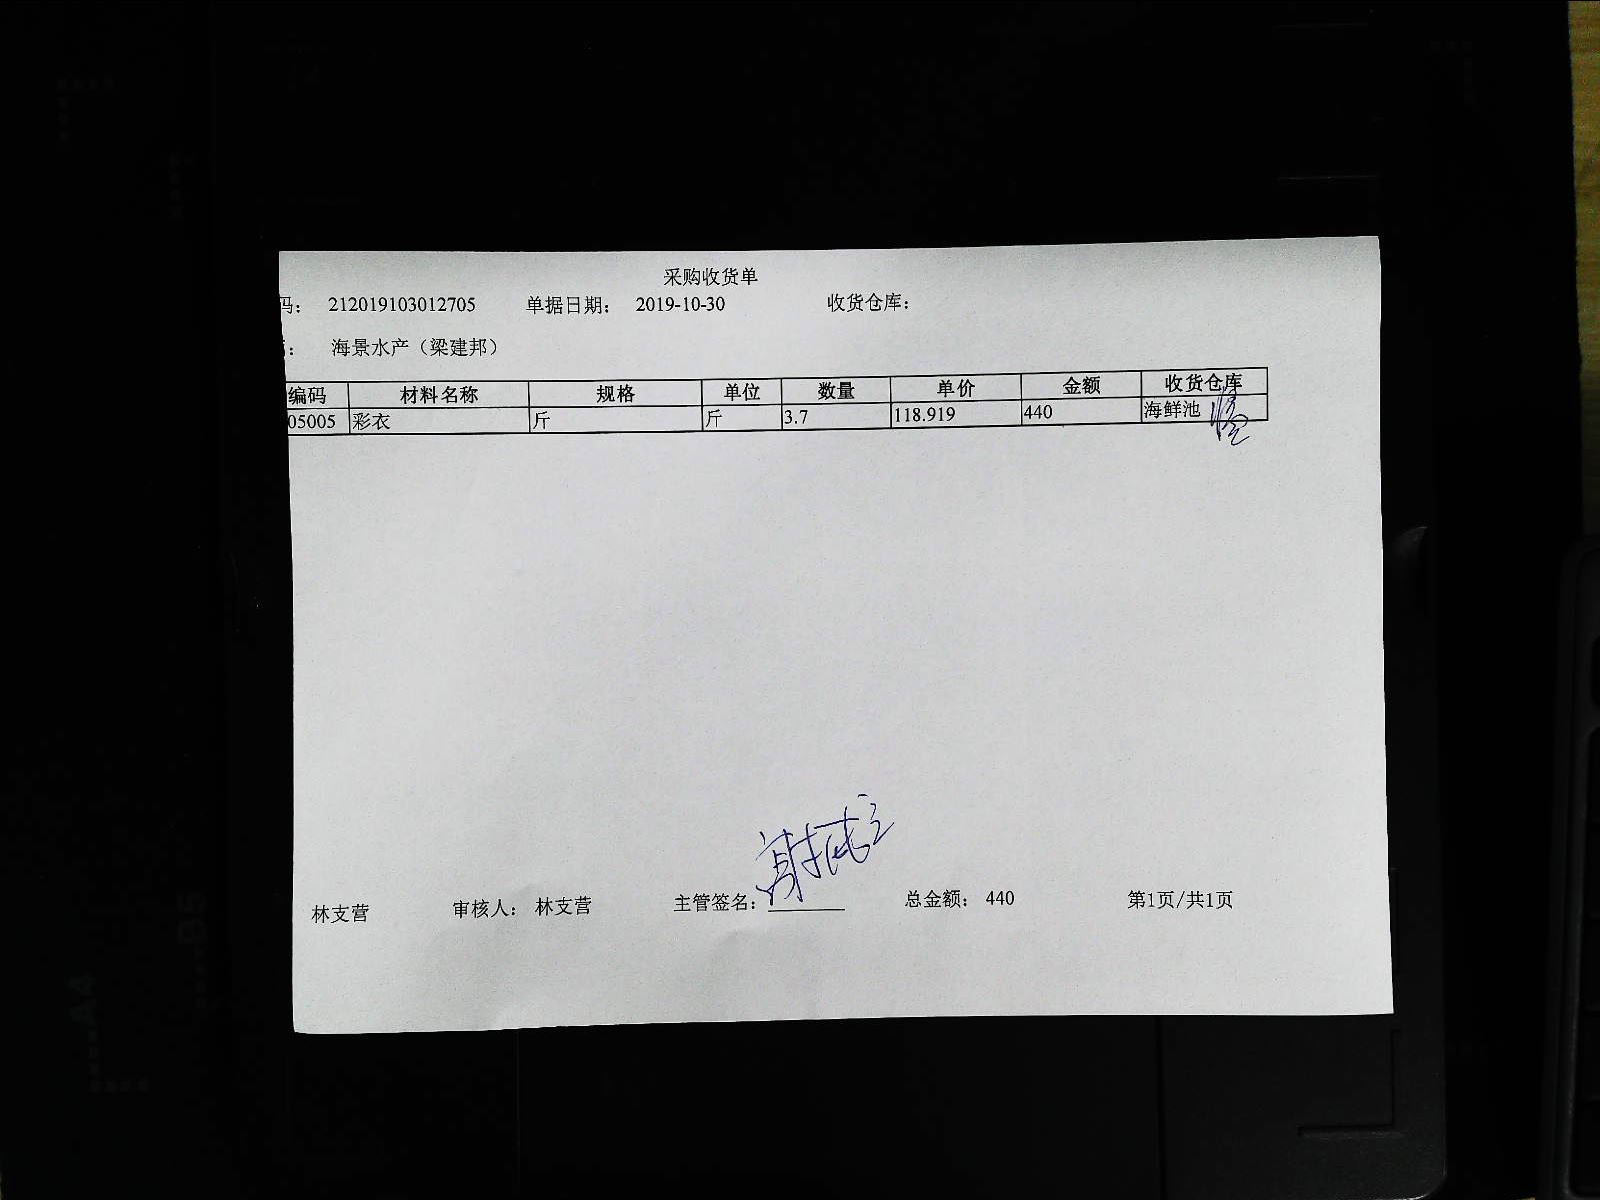 采购收货单
码： 212019103012705 单据日期： 2019-10-30 收货仓库：
： 海景水产（梁建邦）
编码 材料名称 规格 单位 数量 单价 金额 收货仓库
05005 彩衣 斤 斤 3.7 118.919 440 海鲜池
林支营 审核人： 林支营 主管签名： 总金额： 440 第1页/共1页